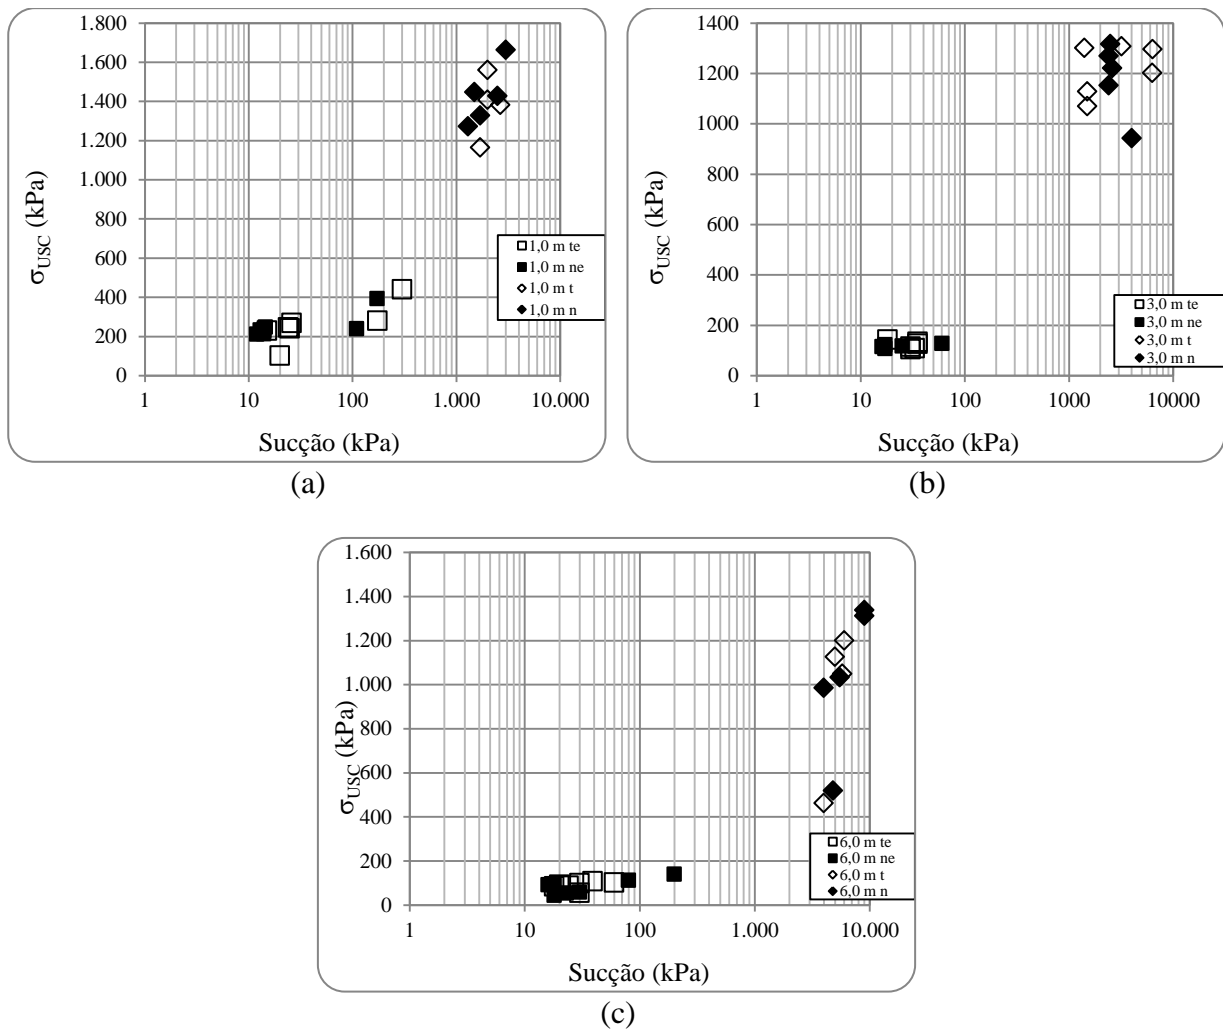 1.800
1.600
1.400
1.200
1.000
800
600
400
200
0
σUSC (kPa)
1
10
100
1.000
10.000
Sucção (kPa)
1,0 m te
1,0 m ne
1,0 m t
1,0 m n
(a)
1400
1200
1000
800
600
400
200
0
σUSC (kPa)
1
10
100
1000
10000
Sucção (kPa)
3,0 m te
3,0 m ne
3,0 m t
3,0 m n
(b)
1.600
1.400
1.200
1.000
800
600
400
200
0
σUSC (kPa)
1
10
100
1.000
10.000
Sucção (kPa)
6,0 m te
6,0 m ne
6,0 m t
6,0 m n
(c)